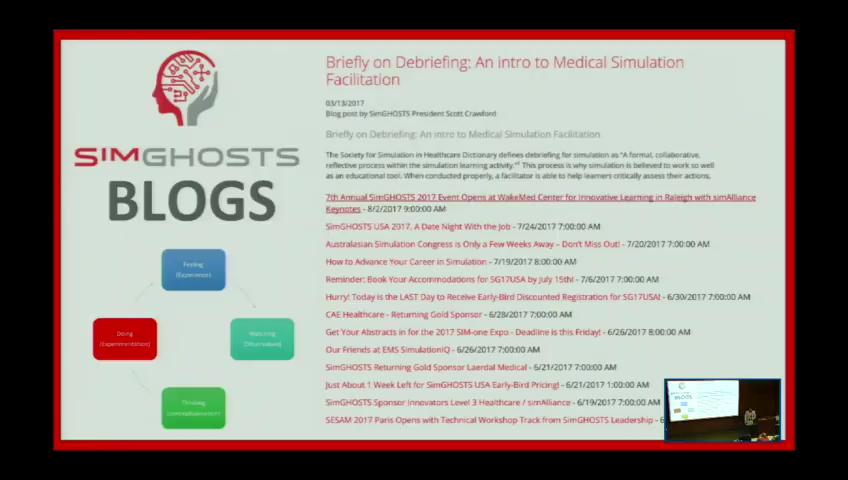 SIMGHOSTS
BLOGS
Feeling
(Experience)
Doing
(Experimentation)
Watching
(Observation)
Thinking
Briefly on Debriefing: An intro to Medical Simulation
Facilitation
03/13/2017
Blog post by SimGHOSTS President Scott Crawford
Briefly on Debriefing: An intro to Medical Simulation Facilitation
The Society for Simulation in Healthcare Dictionary defines debriefing for simulation as "A formal, collaborative,
reflective process within the simulation learning activity."¹ This process is why simulation is believed to work so well
as an educational tool. When conducted properly, a facilitator is able to help learners critically assess their actions,
7th Annual SimGHOSTS 2017 Event Opens at WakeMed Center for Innovative Learning in Raleigh with simAlliance
Keynotes - 8/2/2017 9:00:00 AM
SimGHOSTS USA 2017, A Date Night With the Job - 7/24/2017 7:00:00 AM
Australasian Simulation Congress is Only a Few Weeks Away – Don't Miss Out! - 7/20/2017 7:00:00 AM
How to Advance Your Career in Simulation - 7/19/2017 8:00:00 AM
Reminder: Book Your Accommodations for SG17USA by July 15th! - 7/6/2017 7:00:00 AM
Hurry! Today is the LAST Day to Receive Early-Bird Discounted Registration for SG17USA! - 6/30/2017 7:00:00 AM
CAE Healthcare - Returning Gold Sponsor - 6/28/2017 7:00:00 AM
Get Your Abstracts in for the 2017 SIM-one Expo - Deadline is this Friday! - 6/26/2017 8:00:00 AM
Our Friends at EMS SimulationIQ - 6/26/2017 7:00:00 AM
SimGHOSTS Returning Gold Sponsor Laerdal Medical - 6/21/2017 7:00:00 AM
Just About 1 Week Left for SimGHOSTS USA Early-Bird Pricing! - 6/21/2017 1:00:00 AM
SimGHOSTS Sponsor Innovators Level 3 Healthcare / simAlliance - 6/19/2017 7:00:00 AM
SESAM 2017 Paris Opens with Technical Workshop Track from SimGHOSTS Leadership - 6
BLOGS